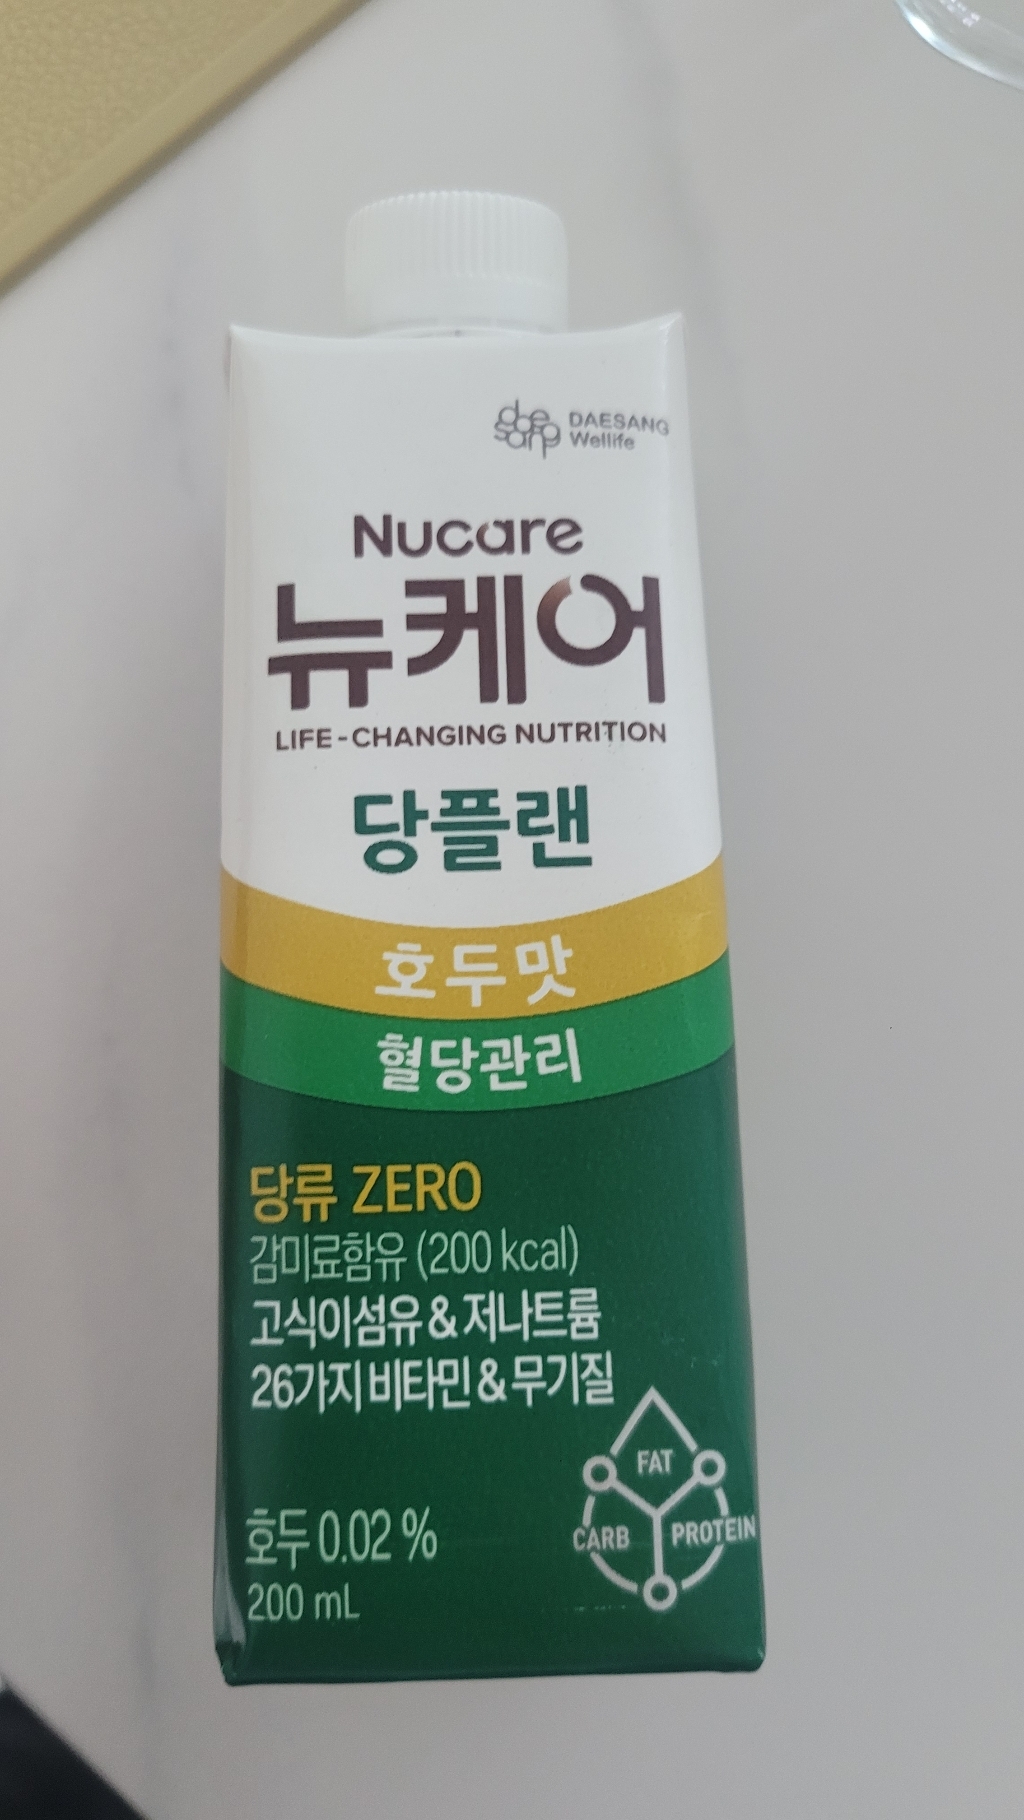 daesang
DAESANG
Wellife
Nucare
뉴케어
LIFE-CHANGING NUTRITION
당플랜
호두맛
혈당관리
당류 ZERO
감미료함유 (200 kcal)
고식이섬유 & 저나트륨
26가지 비타민 & 무기질
FAT
CARB PROTEIN
호두 0.02 %
200 mL